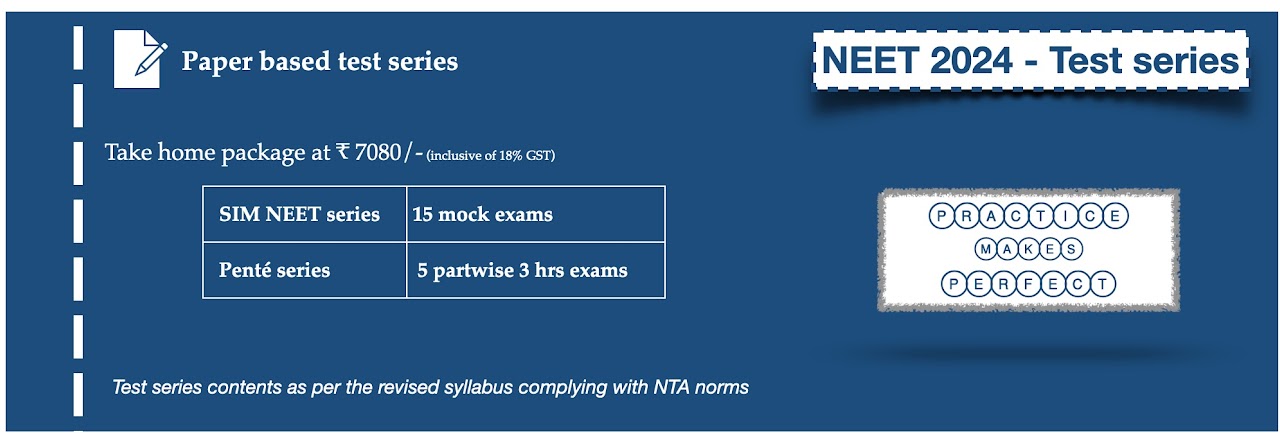 Paper based test series
NEET 2024 - Test series
Take home package at ₹ 7080/- (inclusive of 18% GST)
SIM NEET series 15 mock exams
Penté series 5 partwise 3 hrs exams
PRACTICE
MAKES
PERFECT
Test series contents as per the revised syllabus complying with NTA norms